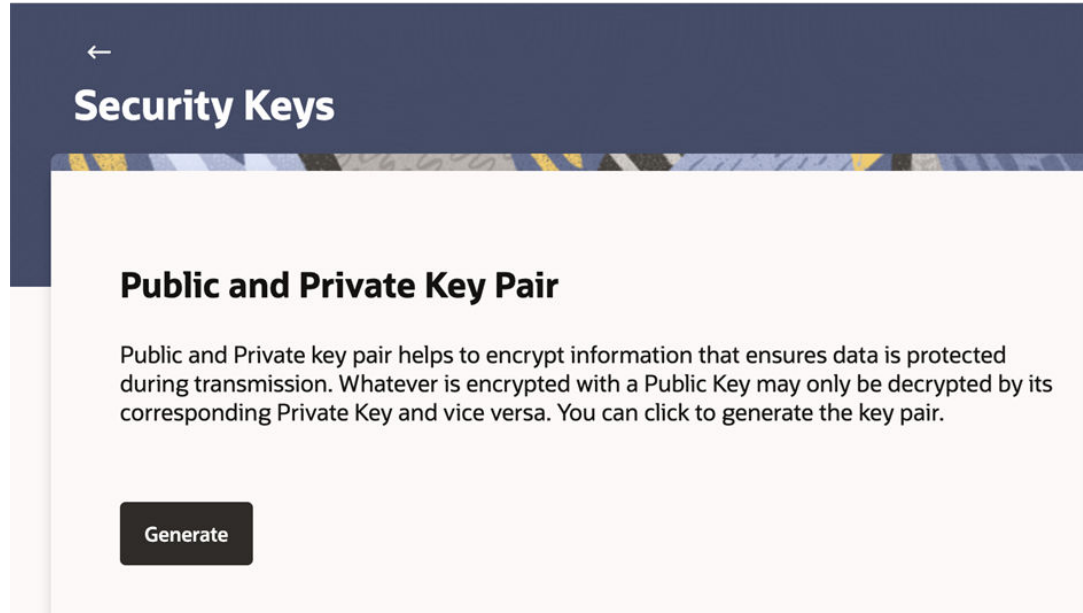 Security Keys
Public and Private Key Pair
Public and Private key pair helps to encrypt information that ensures data is protected
during transmission. Whatever is encrypted with a Public Key may only be decrypted by its
corresponding Private Key and vice versa. You can click to generate the key pair.
Generate